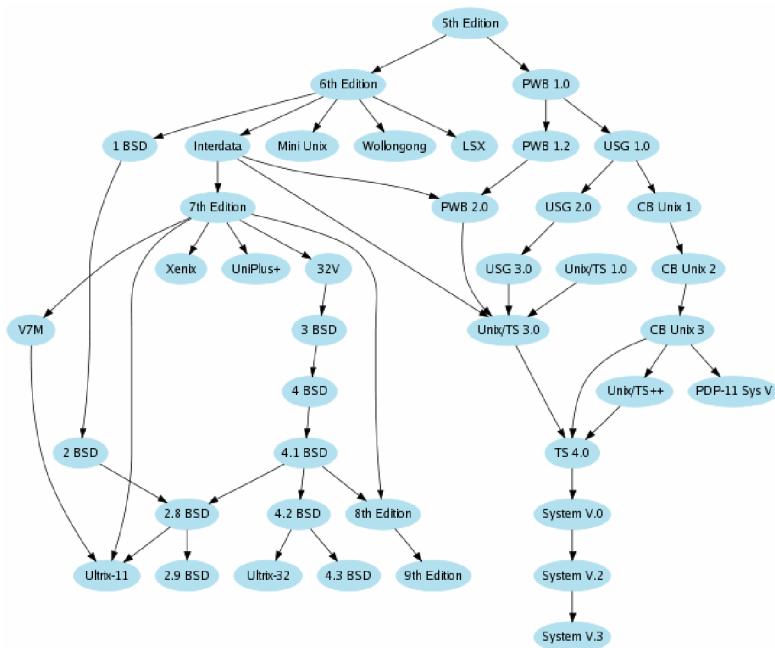 5th Edition
6th Edition
PWB 1.0
1 BSD
Interdata
Mini Unix
Wollongong
LSX
PWB 1.2
USG 1.0
7th Edition
PWB 2.0
USG 2.0
CB Unix 1
Xenix
UniPlus+
32V
USG 3.0
Unix/TS 1.0
CB Unix 2
V7M
3 BSD
Unix/TS 3.0
CB Unix 3
4 BSD
Unix/TS++
PDP-11 Sys V
2 BSD
4.1 BSD
TS 4.0
2.8 BSD
4.2 BSD
8th Edition
System V.0
Ultrix-11
2.9 BSD
Ultrix-32
4.3 BSD
9th Edition
System V.2
System V.3